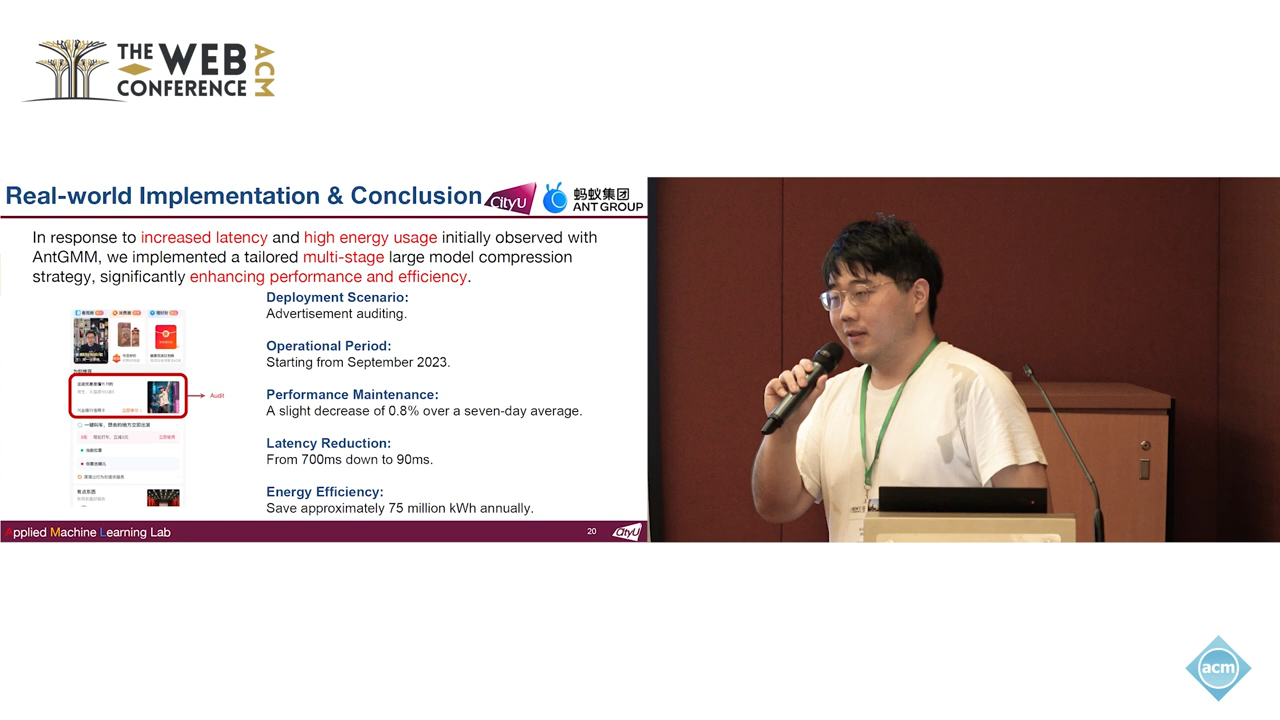 THE WEB CONFERENCE ACM
Real-world Implementation & Conclusion
CityU
蚂蚁集团
ANT GROUP
In response to increased latency and high energy usage initially observed with
AntGMM, we implemented a tailored multi-stage large model compression
strategy, significantly enhancing performance and efficiency.
Deployment Scenario:
Advertisement auditing.
Operational Period:
Starting from September 2023.
Performance Maintenance:
A slight decrease of 0.8% over a seven-day average.
Latency Reduction:
From 700ms down to 90ms.
Energy Efficiency:
Save approximately 75 million kWh annually.
Audit
有点东西
Applied Machine Learning Lab
20
CityU
acm